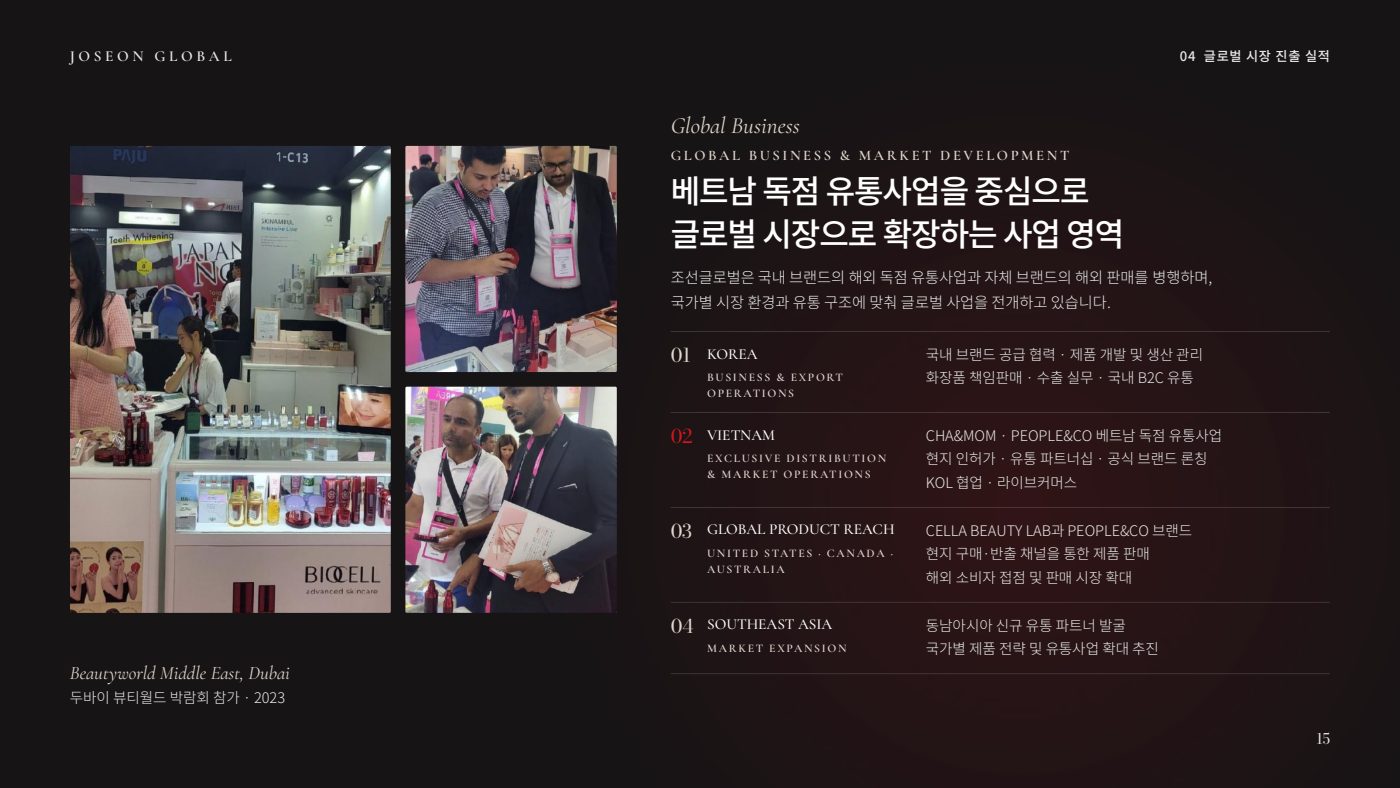 JOSEON GLOBAL
04 글로벌 시장 진출 실적
PAJU
1-C13
SKINAMBUL
Teeth Whitening
JAPAN
BIOCELL
advanced skincare
Beautyworld Middle East, Dubai
두바이 뷰티월드 박람회 참가 · 2023
Global Business
GLOBAL BUSINESS & MARKET DEVELOPMENT
베트남 독점 유통사업을 중심으로
글로벌 시장으로 확장하는 사업 영역
조선글로벌은 국내 브랜드의 해외 독점 유통사업과 자체 브랜드의 해외 판매를 병행하며,
국가별 시장 환경과 유통 구조에 맞춰 글로벌 사업을 전개하고 있습니다.
01 KOREA
BUSINESS & EXPORT
OPERATIONS
국내 브랜드 공급 협력 · 제품 개발 및 생산 관리
화장품 책임판매 · 수출 실무 · 국내 B2C 유통
02 VIETNAM
EXCLUSIVE DISTRIBUTION
& MARKET OPERATIONS
CHA&MOM · PEOPLE&CO 베트남 독점 유통사업
현지 인허가 · 유통 파트너십 · 공식 브랜드 론칭
KOL 협업 · 라이브커머스
03 GLOBAL PRODUCT REACH
UNITED STATES · CANADA ·
AUSTRALIA
CELLA BEAUTY LAB과 PEOPLE&CO 브랜드
현지 구매·반출 채널을 통한 제품 판매
해외 소비자 접점 및 판매 시장 확대
04 SOUTHEAST ASIA
MARKET EXPANSION
동남아시아 신규 유통 파트너 발굴
국가별 제품 전략 및 유통사업 확대 추진
15